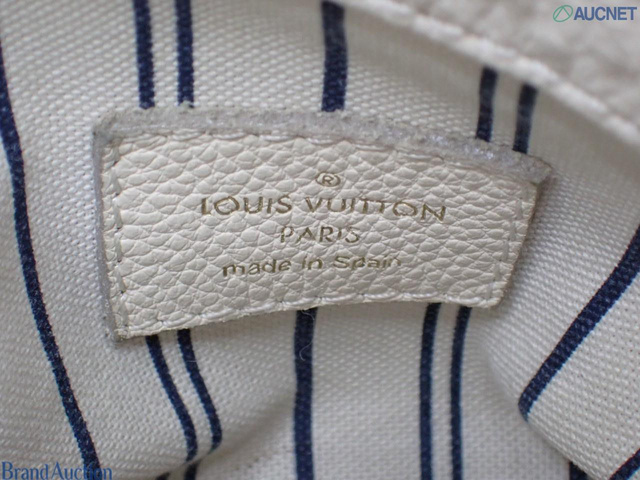 AUCNET
®
LOUIS VUITTON
PARIS
made in Spain
BrandAuction